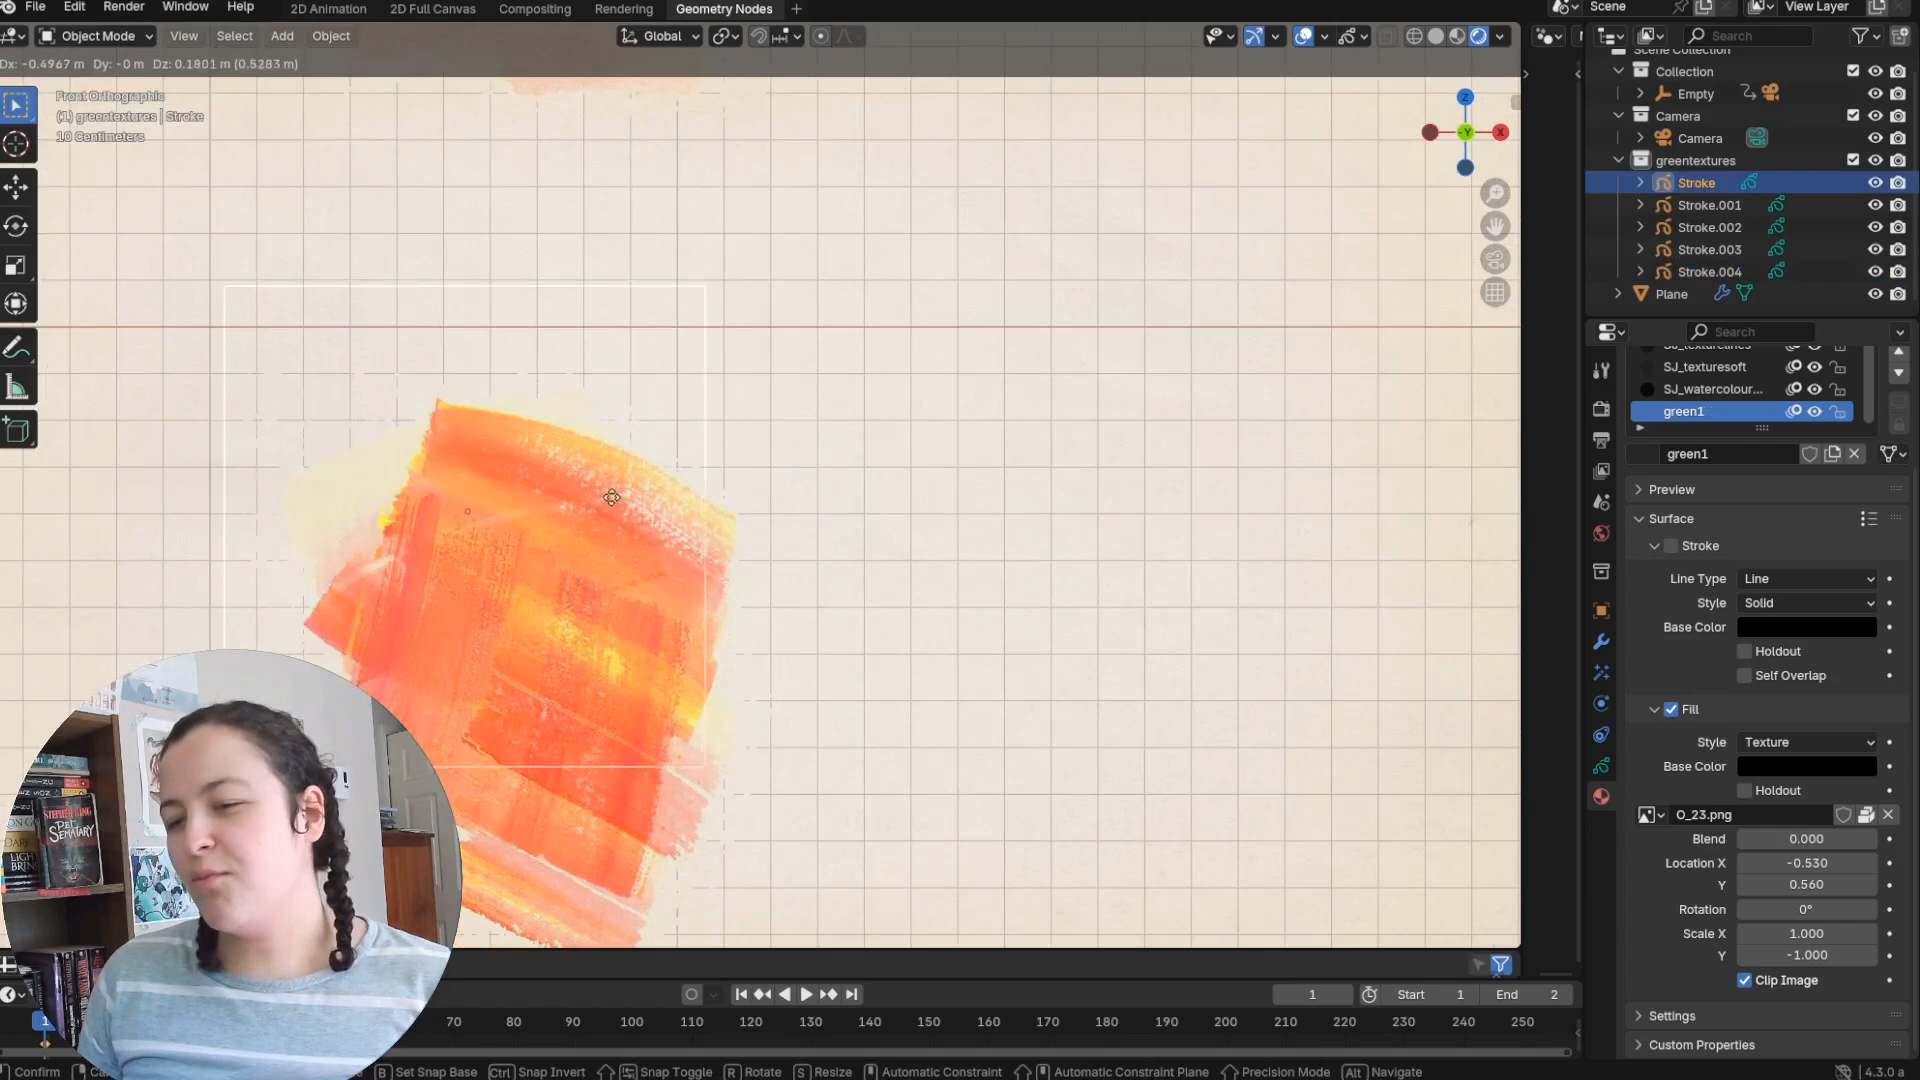 File Edit Render Window Help 2D Animation 2D Full Canvas Compositing Rendering Geometry Nodes + Scene View Layer
Object Mode View Select Add Object Global Search
Dx: -0.4967 m Dy: -0 m Dz: 0.1801 m (0.5283 m)
Front Orthographic
(1) greentextures | Stroke
10 Centimeters
Z
-Y
X
Scene Collection
Collection
Empty
Camera
Camera
greentextures
Stroke
Stroke.001
Stroke.002
Stroke.003
Stroke.004
Plane
Search
SJ_texturelines
SJ_texturesoft
SJ_watercolour...
green1
green1
Preview
Surface
Stroke
Line Type Line
Style Solid
Base Color
Holdout
Self Overlap
Fill
Style Texture
Base Color
Holdout
O_23.png
Blend 0.000
Location X -0.530
Y 0.560
Rotation 0°
Scale X 1.000
Y -1.000
Clip Image
Settings
Custom Properties
STEPHEN KING
PET SEMATARY
1 Start 1 End 2
1 70 80 90 100 110 120 130 140 150 160 170 180 190 200 210 220 230 240 250
Confirm B Set Snap Base Ctrl Snap Invert Snap Toggle R Rotate S Resize Automatic Constraint Automatic Constraint Plane Precision Mode Alt Navigate 4.3.0 a